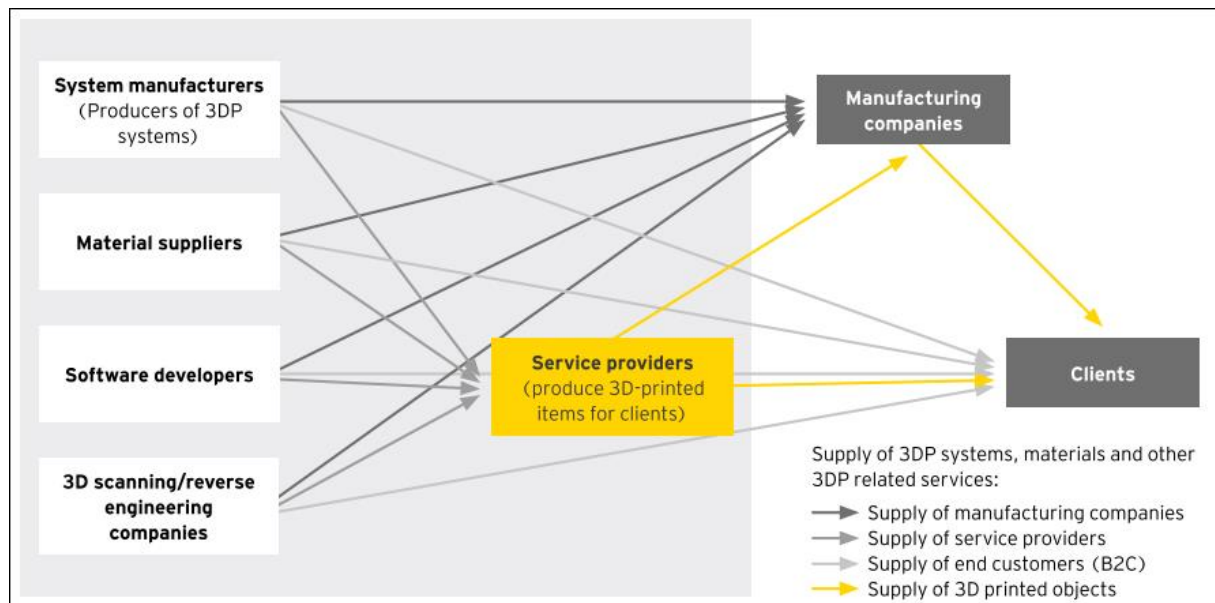 System manufacturers
(Producers of 3DP
systems)
Material suppliers
Software developers
3D scanning/reverse
engineering
companies
Service providers
(produce 3D-printed
items for clients)
Manufacturing
companies
Clients
Supply of 3DP systems, materials and other
3DP related services:
Supply of manufacturing companies
Supply of service providers
Supply of end customers (B2C)
Supply of 3D printed objects